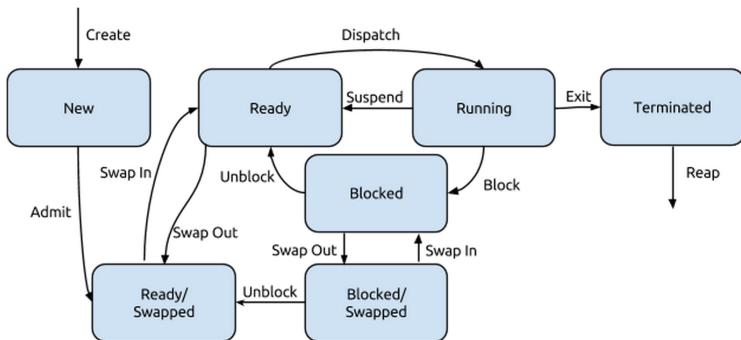 Create
Dispatch
New
Ready
Suspend
Running
Exit
Terminated
Swap In
Unblock
Blocked
Block
Reap
Admit
Swap Out
Swap Out
Swap In
Ready/
Swapped
Unblock
Blocked/
Swapped